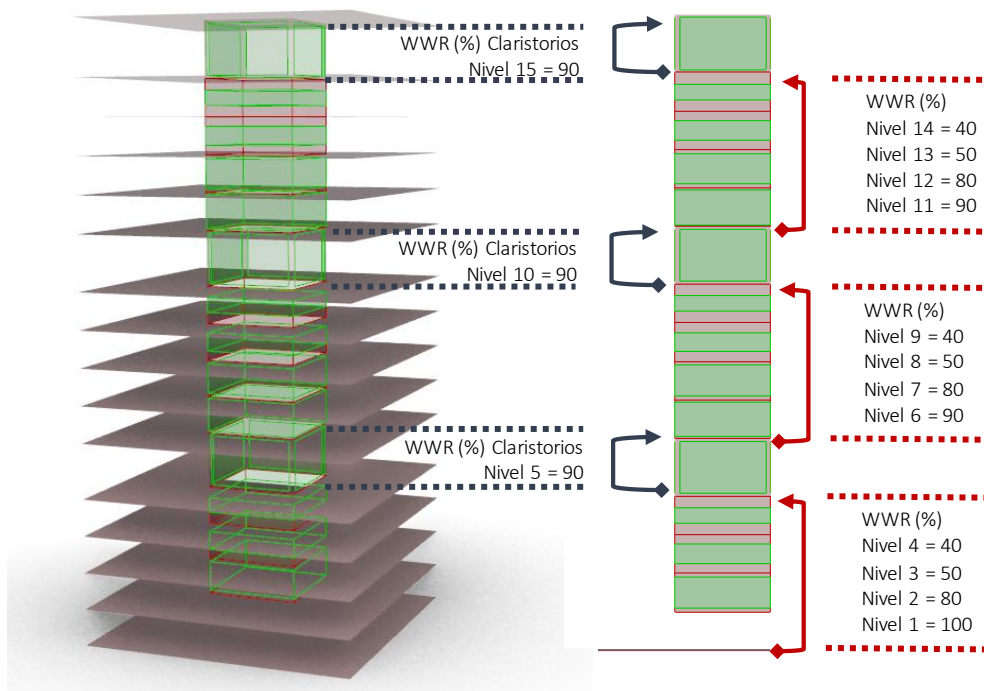 WWR (%) Claristorios
Nivel 15 = 90
WWR (%)
Nivel 14 = 40
Nivel 13 = 50
Nivel 12 = 80
Nivel 11 = 90
WWR (%) Claristorios
Nivel 10 = 90
WWR (%)
Nivel 9 = 40
Nivel 8 = 50
Nivel 7 = 80
Nivel 6 = 90
WWR (%) Claristorios
Nivel 5 = 90
WWR (%)
Nivel 4 = 40
Nivel 3 = 50
Nivel 2 = 80
Nivel 1 = 100